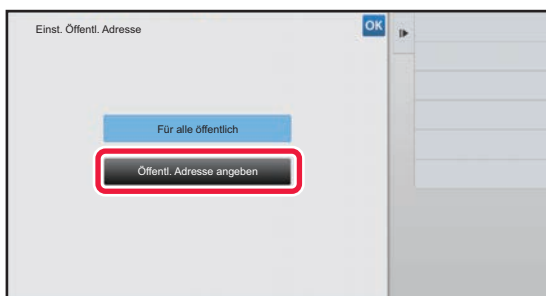 Einst. Öffentl. Adresse
OK
Für alle öffentlich
Öffentl. Adresse angeben